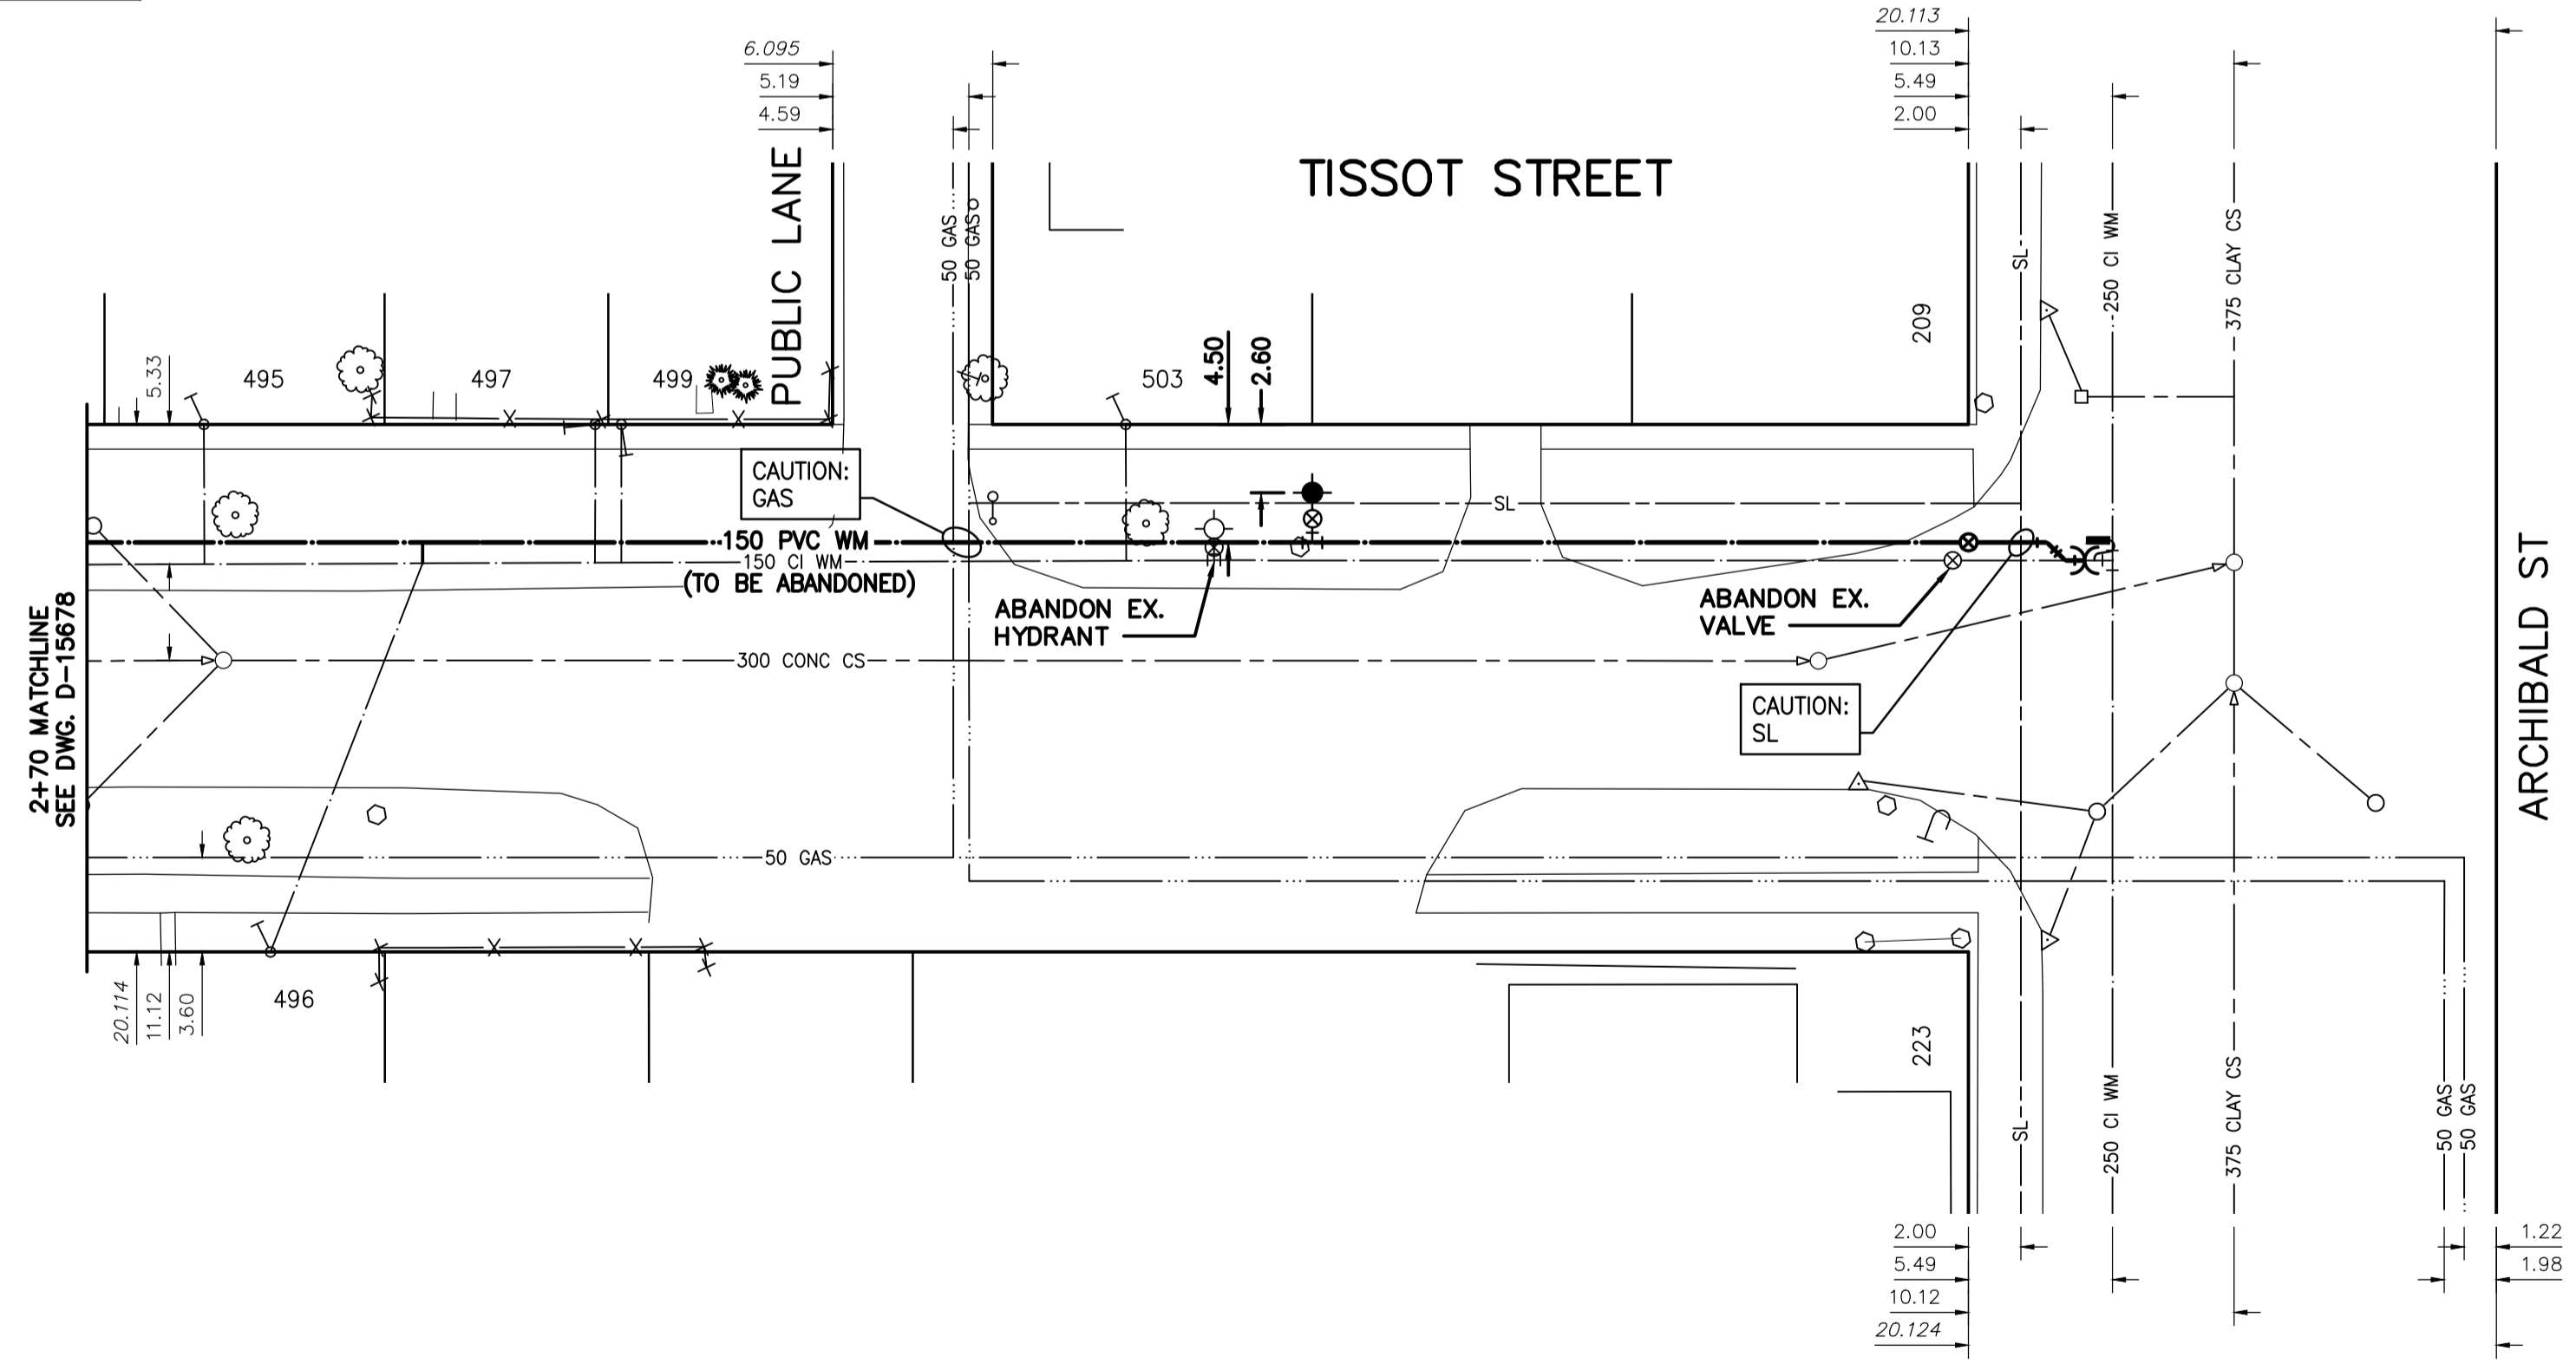 20.113
10.13
5.49
2.00
6.095
5.19
4.59
PUBLIC LANE
TISSOT STREET
50 GAS
50 GAS
SL
250 CI WM
375 CLAY CS
209
5.33
495
497
499
503
4.50
2.60
CAUTION:
GAS
SL
150 PVC WM
150 CI WM
(TO BE ABANDONED)
ABANDON EX.
HYDRANT
ABANDON EX.
VALVE
2+70 MATCHLINE
SEE DWG. D-15678
300 CONC CS
CAUTION:
SL
ARCHIBALD ST
50 GAS
20.114
11.12
3.60
496
223
SL
250 CI WM
375 CLAY CS
50 GAS
50 GAS
2.00
5.49
10.12
20.124
1.22
1.98